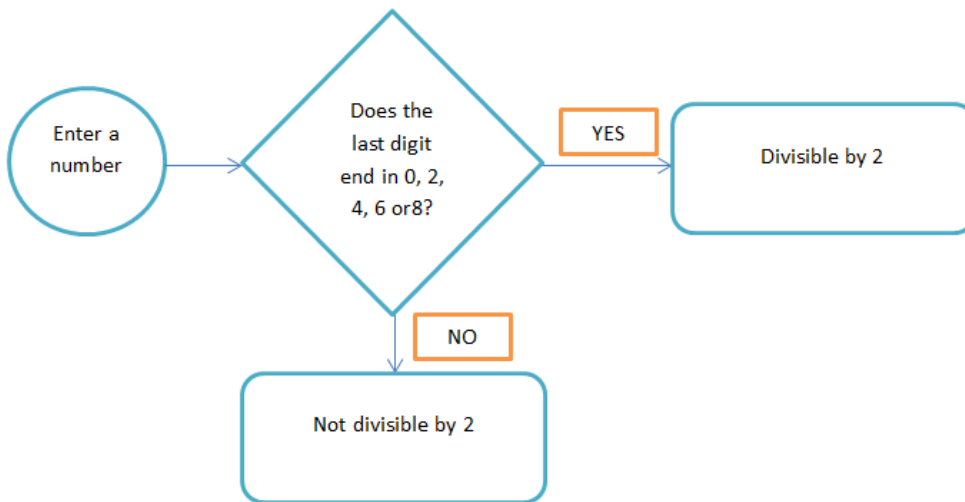 Enter a
number
Does the
last digit
end in 0, 2,
4, 6 or8?
YES
Divisible by 2
NO
Not divisible by 2